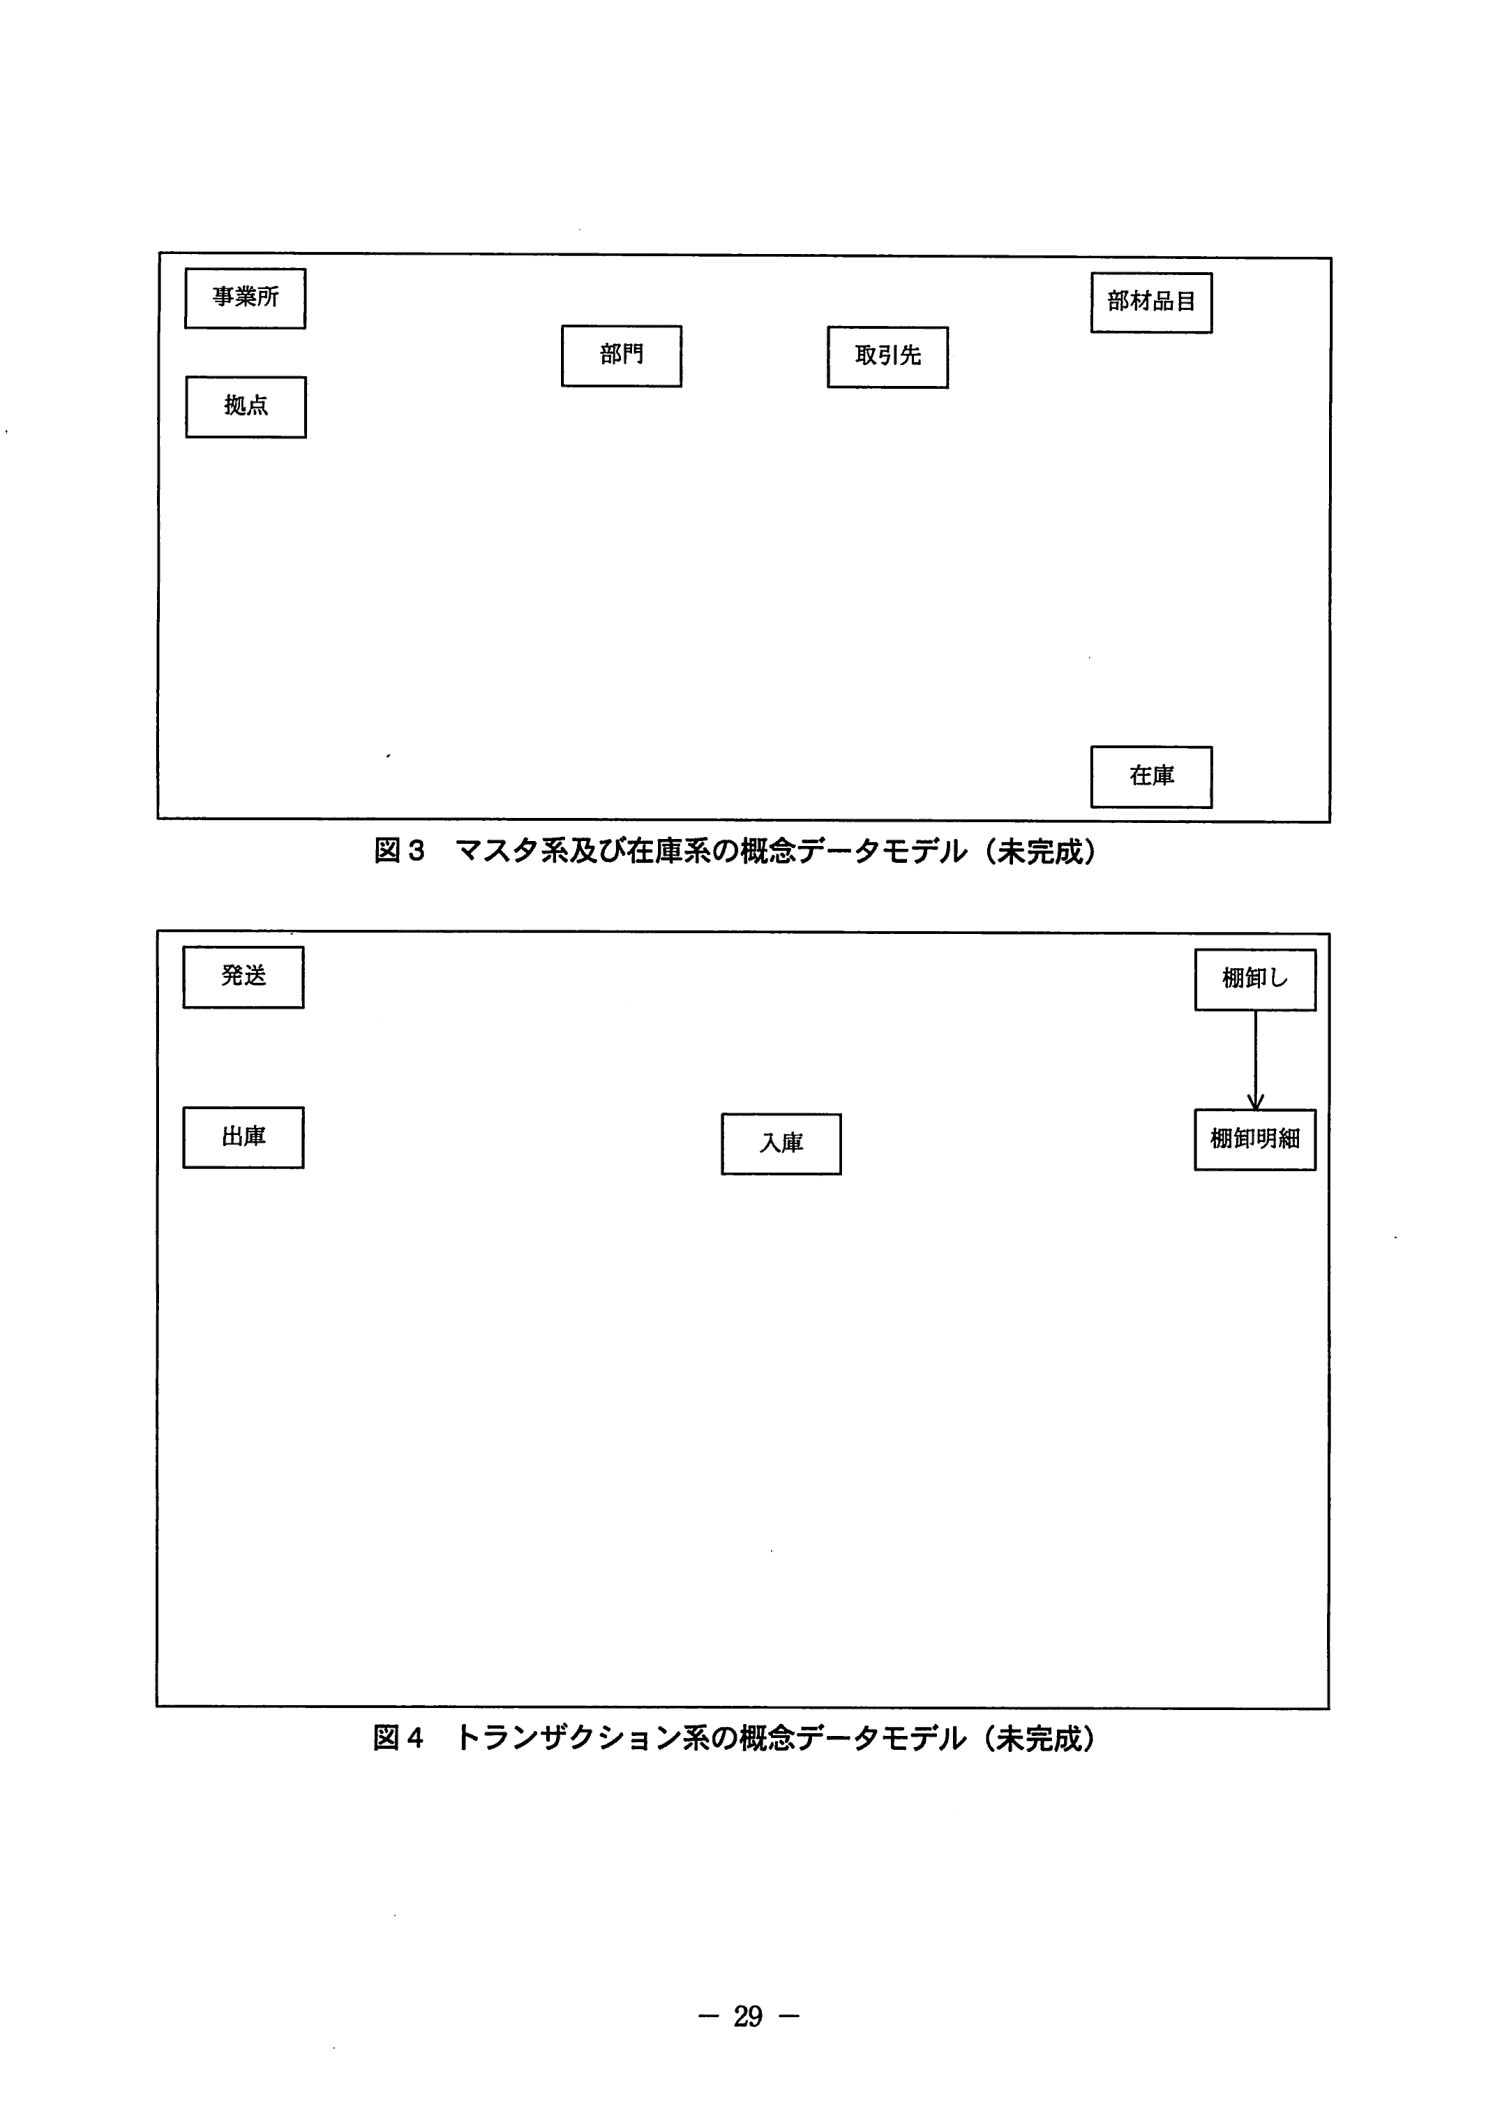 事業所
部材品目
部門
取引先
拠点
在庫
図3 マスタ系及び在庫系の概念データモデル（未完成）
発送
棚卸し
出庫
入庫
棚卸明細
図4 トランザクション系の概念データモデル（未完成）
－ 29 －